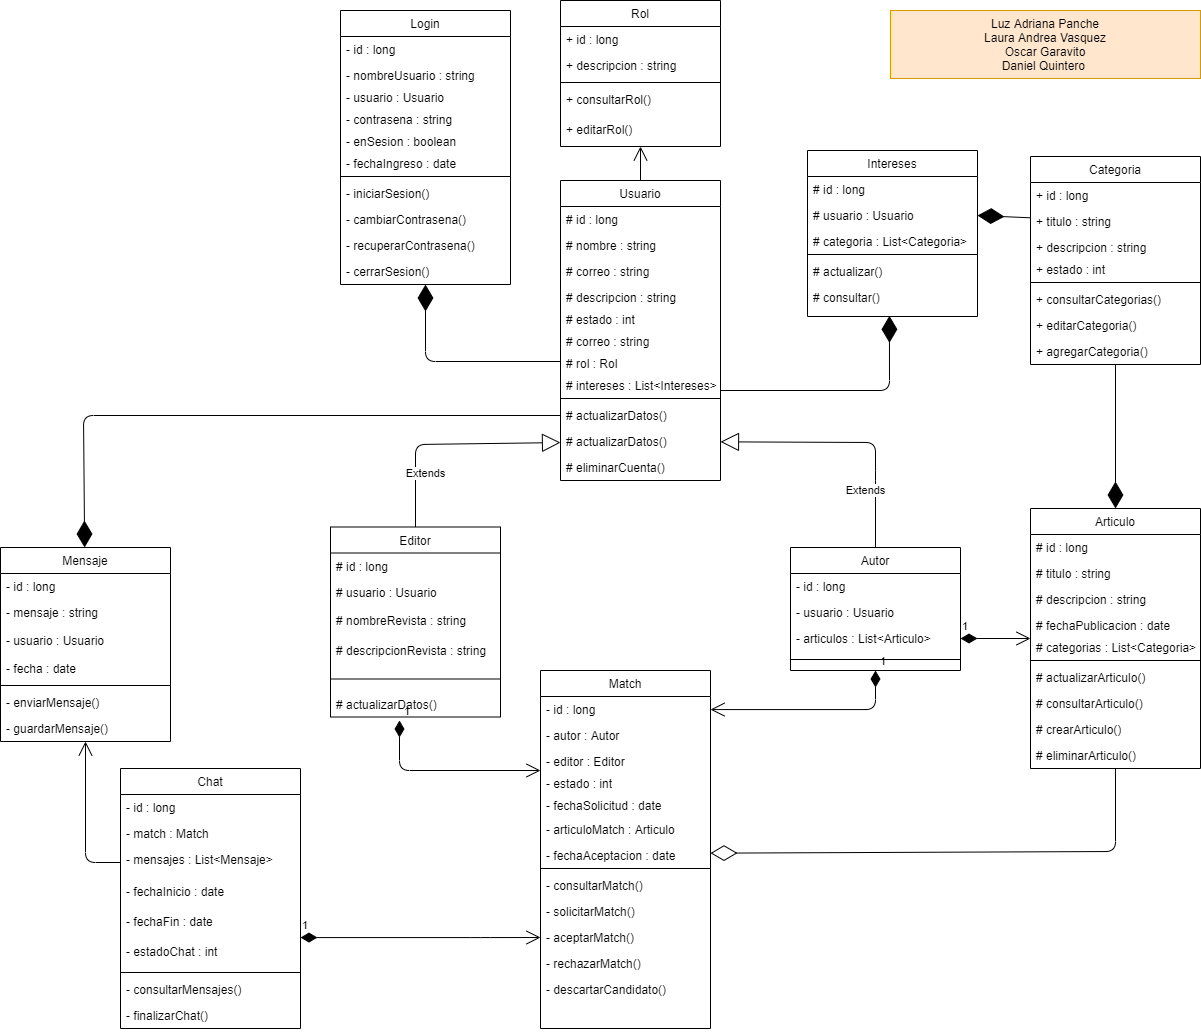 Login
- id : long
- nombreUsuario : string
- usuario : Usuario
- contrasena : string
- enSesion : boolean
- fechaIngreso : date
- iniciarSesion()
- cambiarContrasena()
- recuperarContrasena()
- cerrarSesion()
Rol
+ id : long
+ descripcion : string
+ consultarRol()
+ editarRol()
Luz Adriana Panche
Laura Andrea Vasquez
Oscar Garavito
Daniel Quintero
Usuario
# id : long
# nombre : string
# correo : string
# descripcion : string
# estado : int
# correo : string
# rol : Rol
# intereses : List<Intereses>
# actualizarDatos()
# actualizarDatos()
# eliminarCuenta()
Intereses
# id : long
# usuario : Usuario
# categoria : List<Categoria>
# actualizar()
# consultar()
Categoria
+ id : long
+ titulo : string
+ descripcion : string
+ estado : int
+ consultarCategorias()
+ editarCategoria()
+ agregarCategoria()
Extends
Extends
Mensaje
- id : long
- mensaje : string
- usuario : Usuario
- fecha : date
- enviarMensaje()
- guardarMensaje()
Editor
# id : long
# usuario : Usuario
# nombreRevista : string
# descripcionRevista : string
# actualizarDatos()
1
Autor
- id : long
- usuario : Usuario
- articulos : List<Articulo>
1
1
Articulo
# id : long
# titulo : string
# descripcion : string
# fechaPublicacion : date
# categorias : List<Categoria>
# actualizarArticulo()
# consultarArticulo()
# crearArticulo()
# eliminarArticulo()
Chat
- id : long
- match : Match
- mensajes : List<Mensaje>
- fechaInicio : date
- fechaFin : date
- estadoChat : int
- consultarMensajes()
- finalizarChat()
1
Match
- id : long
- autor : Autor
- editor : Editor
- estado : int
- fechaSolicitud : date
- articuloMatch : Articulo
- fechaAceptacion : date
- consultarMatch()
- solicitarMatch()
- aceptarMatch()
- rechazarMatch()
- descartarCandidato()